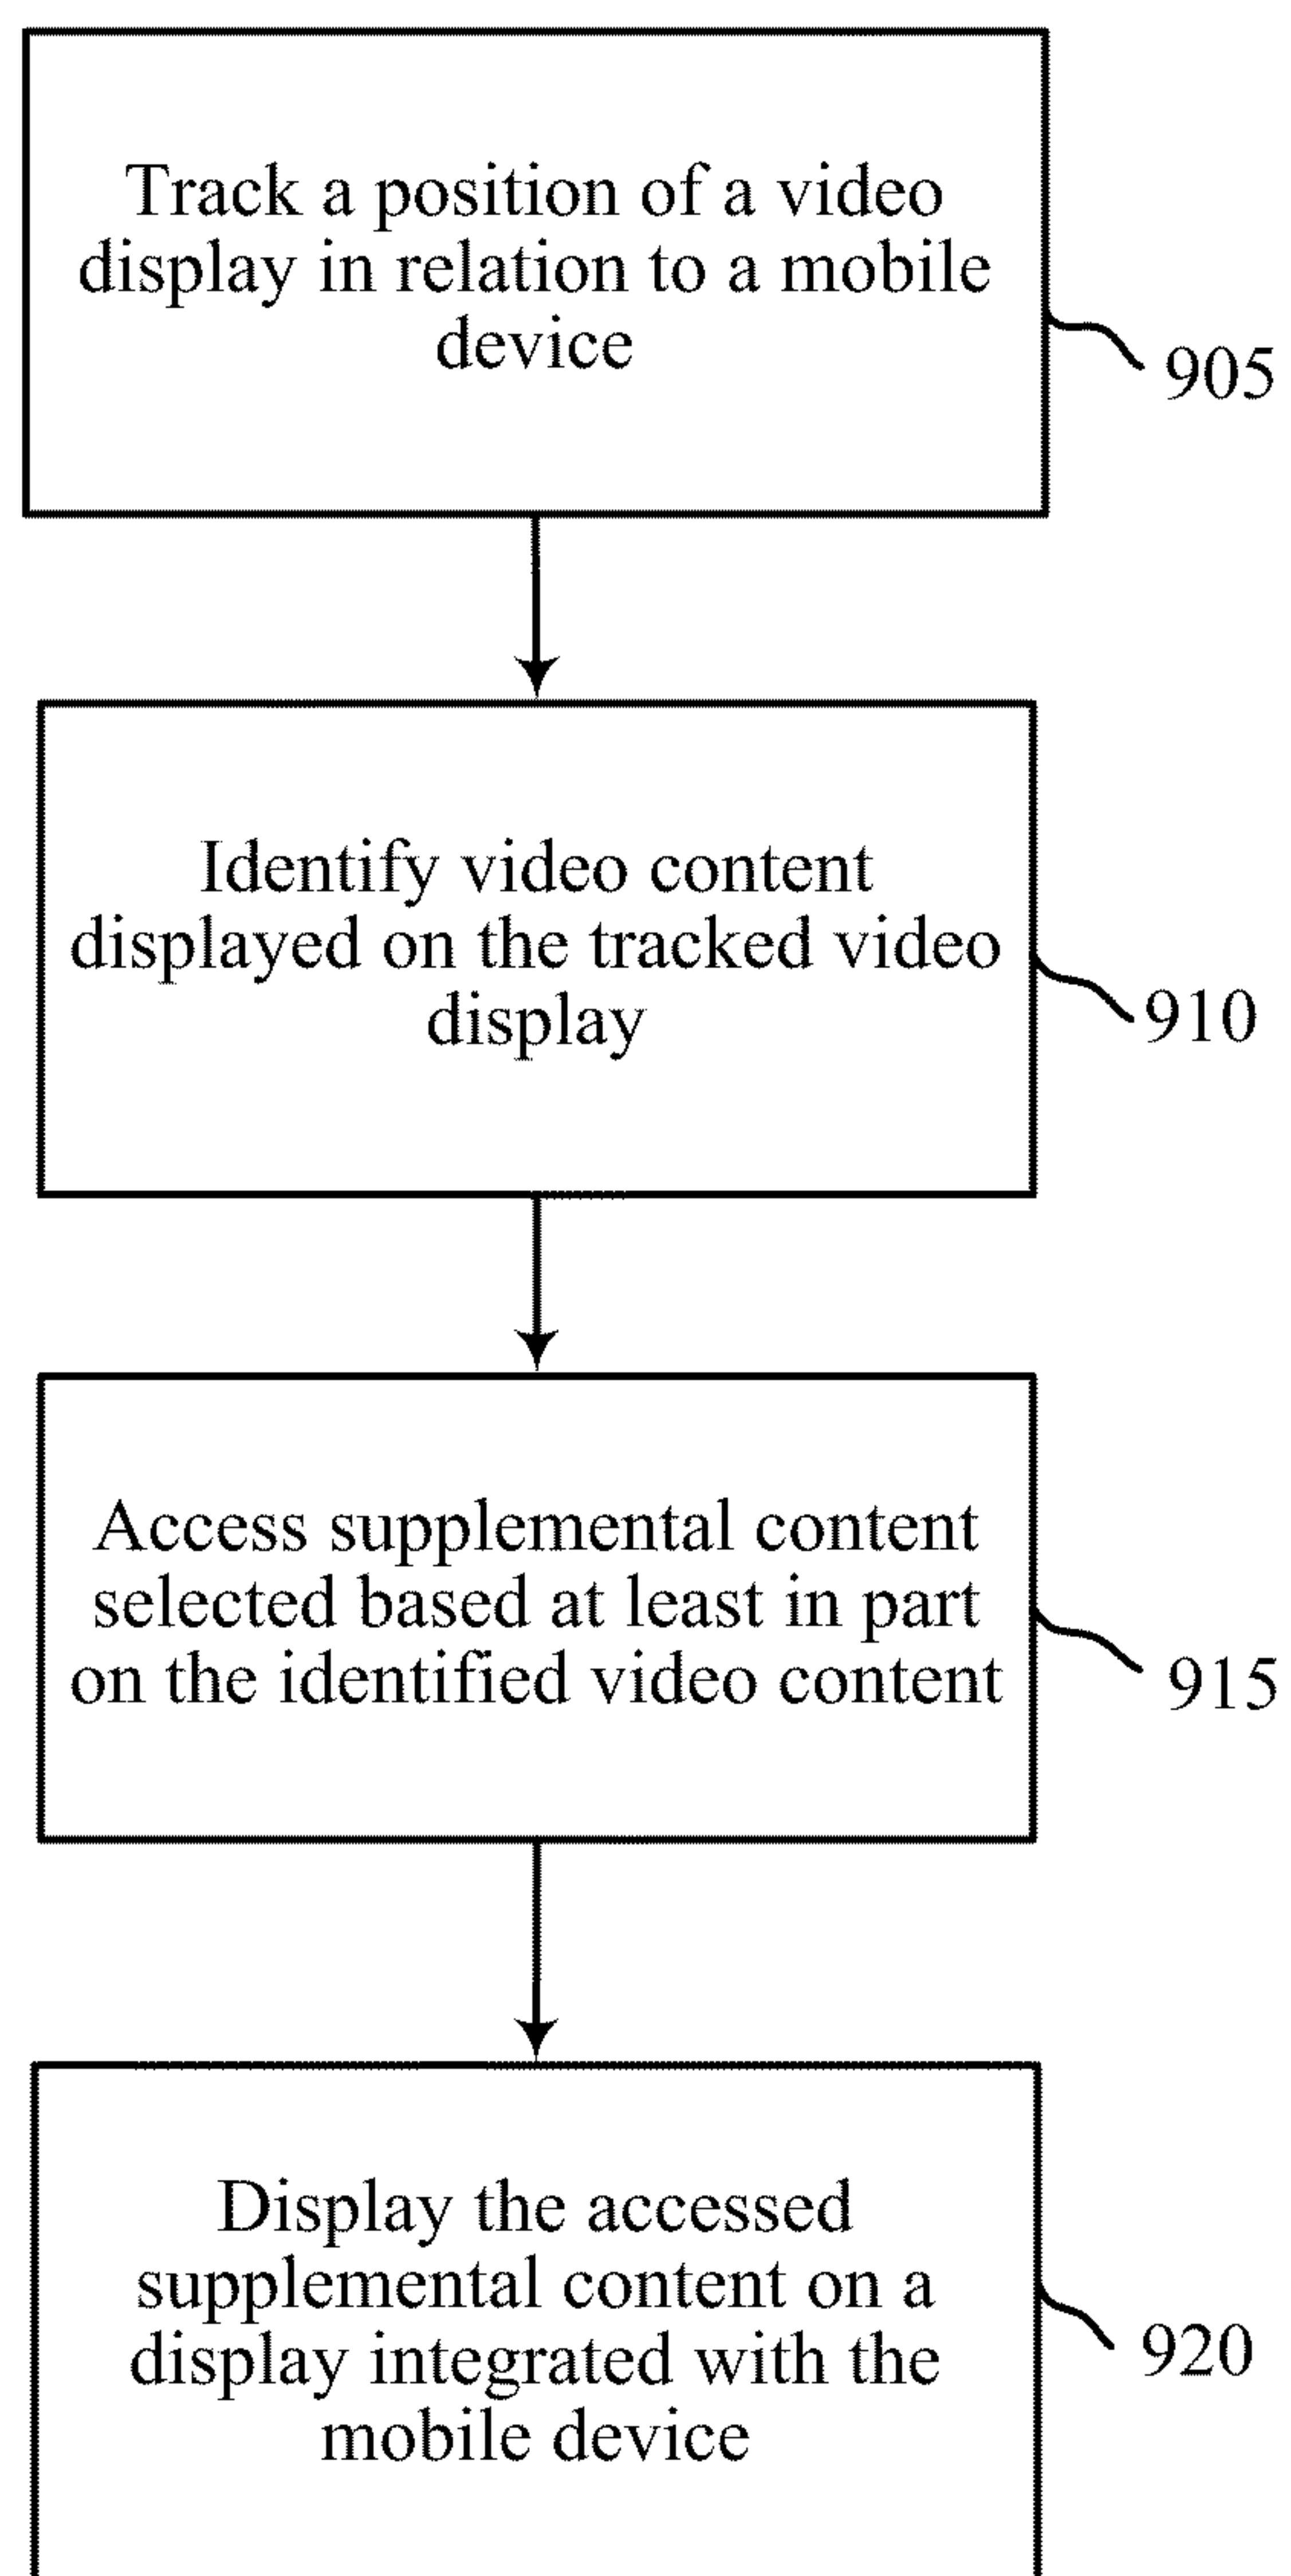 Track a position of a video
display in relation to a mobile
device
905
Identify video content
displayed on the tracked video
display
910
Access supplemental content
selected based at least in part
on the identified video content
915
Display the accessed
supplemental content on a
display integrated with the
mobile device
920